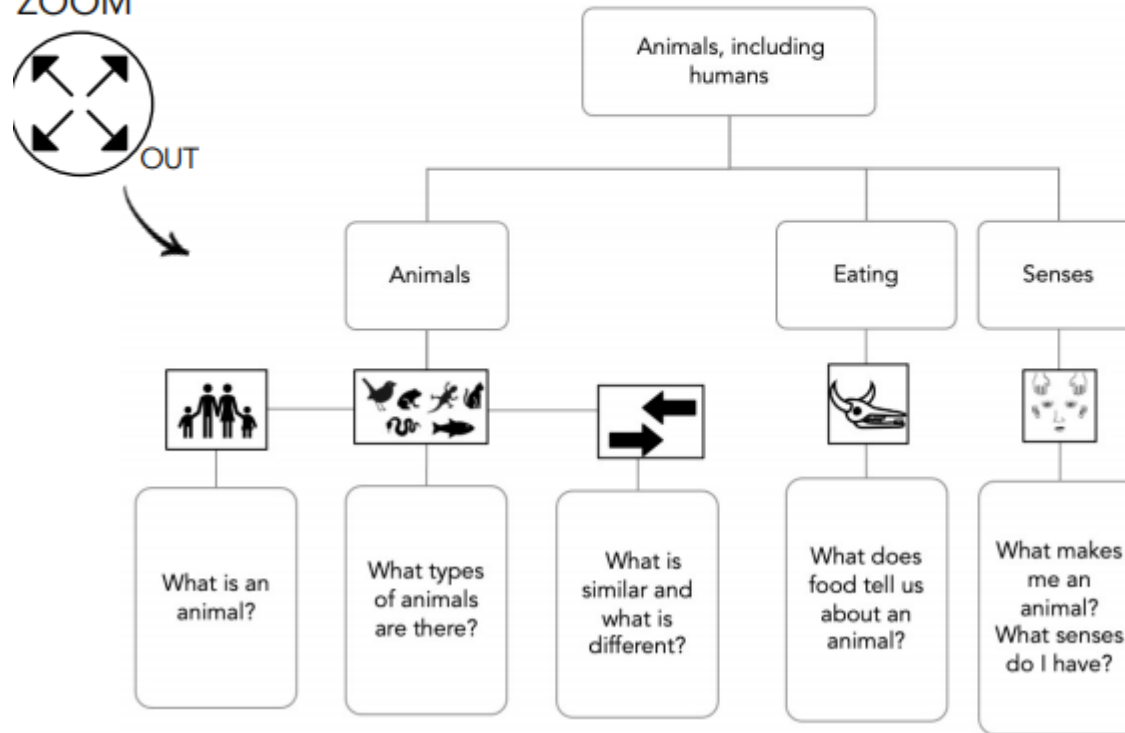 ZOOM
OUT
Animals, including
humans
Animals
Eating
Senses
What is an
animal?
What types
of animals
are there?
What is
similar and
what is
different?
What does
food tell us
about an
animal?
What makes
me an
animal?
What senses
do I have?